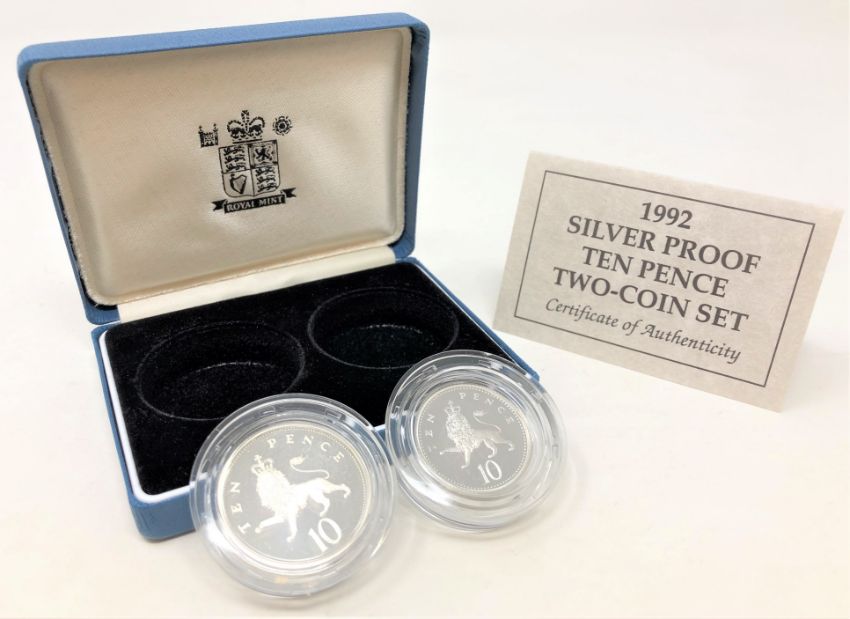 ROYAL MINT
1992
SILVER PROOF
TEN PENCE
TWO-COIN SET
Certificate of Authenticity
TEN PENCE
10
TEN PENCE
10